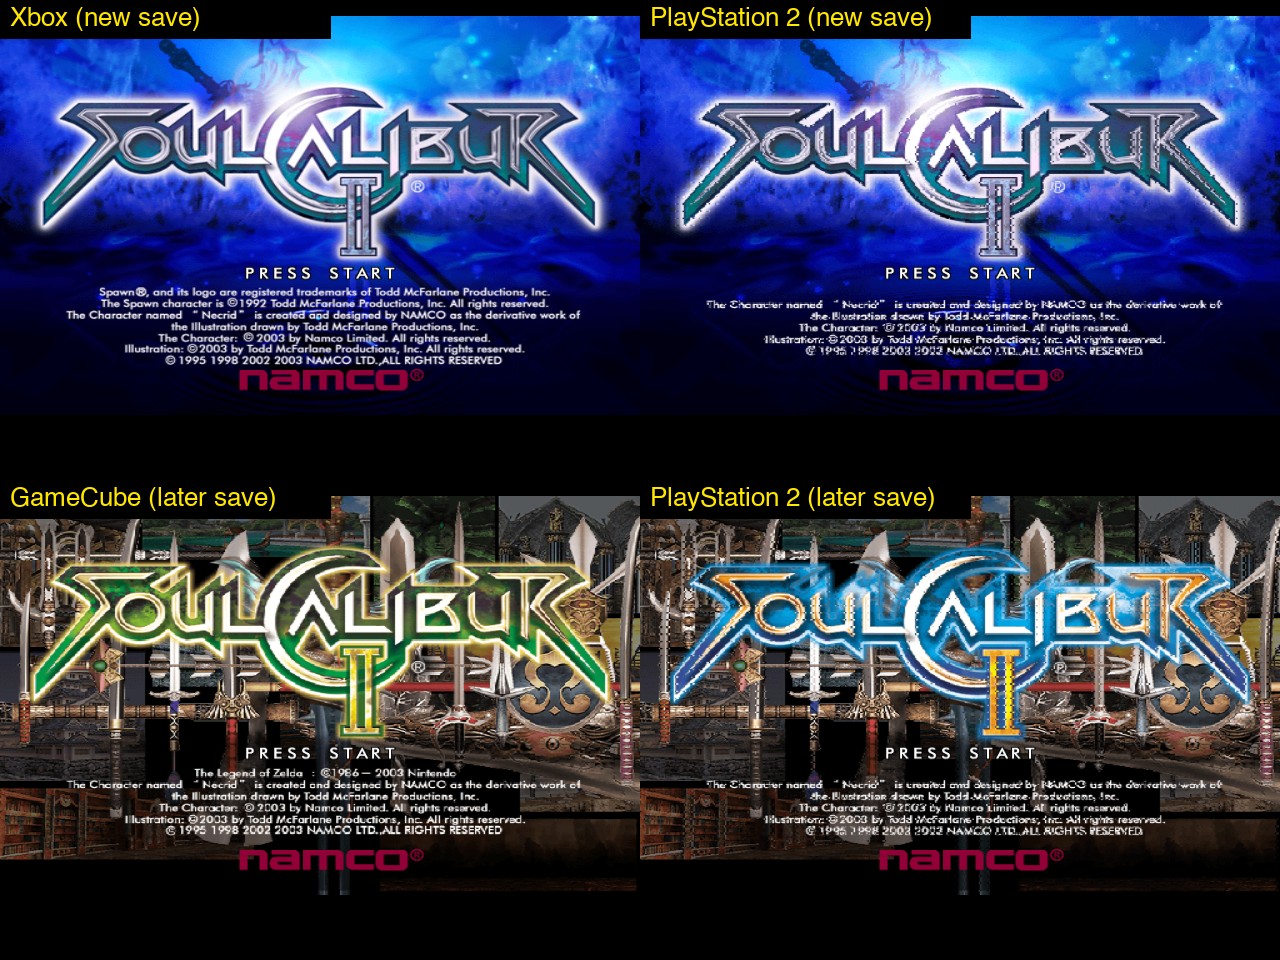 Xbox (new save)
SOULCALIBUR®
II
PRESS START
Spawn®, and its logo are registered trademarks of Todd McFarlane Productions, Inc.
The Spawn character is ©1992 Todd McFarlane Productions, Inc. All rights reserved.
The Character named “Necrid” is created and designed by NAMCO as the derivative work of
the Illustration drawn by Todd McFarlane Productions, Inc.
The Character: ©2003 by Namco Limited. All rights reserved.
Illustration: ©2003 by Todd McFarlane Productions, Inc. All rights reserved.
©1995 1998 2002 2003 NAMCO LTD.,ALL RIGHTS RESERVED
namco®
PlayStation 2 (new save)
SOULCALIBUR®
II
PRESS START
The Character named “Necrid” is created and designed by NAMCO as the derivative work of
the Illustration drawn by Todd McFarlane Productions, Inc.
The Character: ©2003 by Namco Limited. All rights reserved.
Illustration: ©2003 by Todd McFarlane Productions, Inc. All rights reserved.
©1995 1998 2002 2003 NAMCO LTD.,ALL RIGHTS RESERVED
namco®
GameCube (later save)
SOULCALIBUR®
II
PRESS START
The Legend of Zelda : ©1986 – 2003 Nintendo
The Character named “Necrid” is created and designed by NAMCO as the derivative work of
the Illustration drawn by Todd McFarlane Productions, Inc.
The Character: ©2003 by Namco Limited. All rights reserved.
Illustration: ©2003 by Todd McFarlane Productions, Inc. All rights reserved.
©1995 1998 2002 2003 NAMCO LTD.,ALL RIGHTS RESERVED
namco®
PlayStation 2 (later save)
SOULCALIBUR®
II
PRESS START
The Character named “Necrid” is created and designed by NAMCO as the derivative work of
the Illustration drawn by Todd McFarlane Productions, Inc.
The Character: ©2003 by Namco Limited. All rights reserved.
Illustration: ©2003 by Todd McFarlane Productions, Inc. All rights reserved.
©1995 1998 2002 2003 NAMCO LTD.,ALL RIGHTS RESERVED
namco®